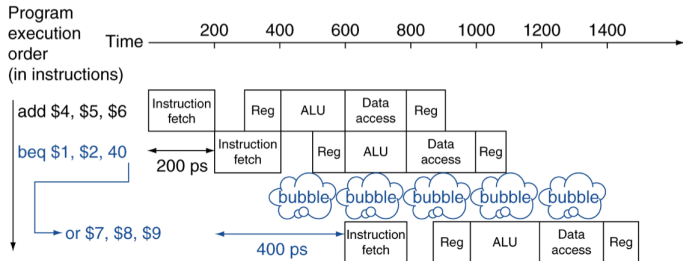 Program
execution
order
(in instructions)
Time
200 400 600 800 1000 1200 1400
add $4, $5, $6
Instruction
fetch
Reg
ALU
Data
access
Reg
beq $1, $2, 40
200 ps
Instruction
fetch
Reg
ALU
Data
access
Reg
bubble bubble bubble bubble bubble
or $7, $8, $9
400 ps
Instruction
fetch
Reg
ALU
Data
access
Reg